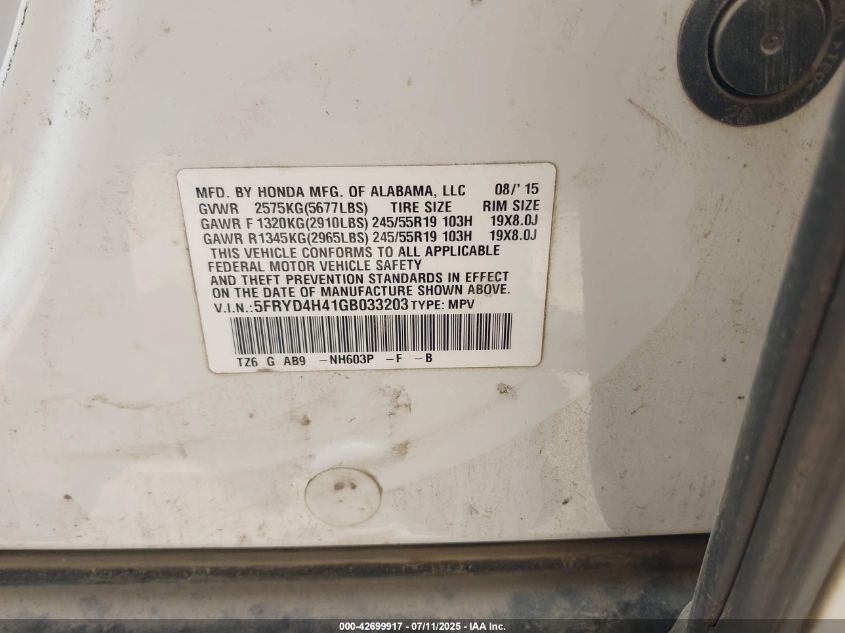 MFD. BY HONDA MFG. OF ALABAMA, LLC 08/'15
GVWR 2575KG(5677LBS) TIRE SIZE RIM SIZE
GAWR F 1320KG(2910LBS) 245/55R19 103H 19X8.0J
GAWR R1345KG(2965LBS) 245/55R19 103H 19X8.0J
THIS VEHICLE CONFORMS TO ALL APPLICABLE
FEDERAL MOTOR VEHICLE SAFETY
AND THEFT PREVENTION STANDARDS IN EFFECT
ON THE DATE OF MANUFACTURE SHOWN ABOVE.
V.I.N.:5FRYD4H41GB033203 TYPE: MPV
TZ6 G AB9 -NH603P -F -B
000-42699917 - 07/11/2025 - IAA Inc.